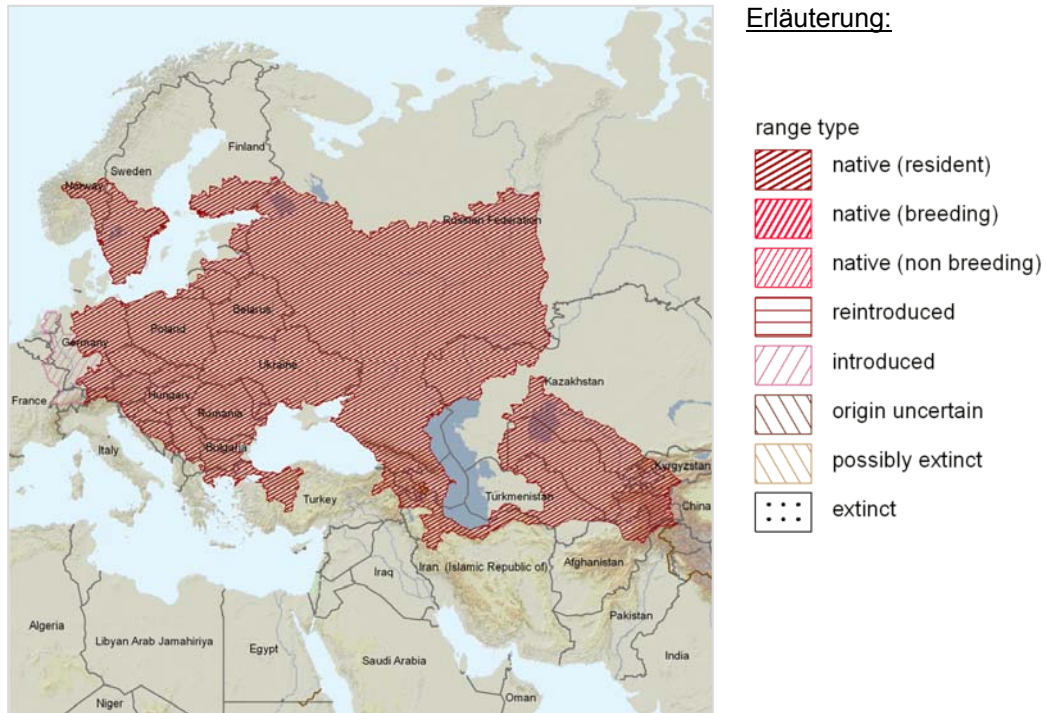 Erläuterung:
range type
native (resident)
native (breeding)
native (non breeding)
reintroduced
introduced
origin uncertain
possibly extinct
extinct
Finland
Sweden
Norway
Russian Federation
Belarus
Poland
Germany
Ukraine
Kazakhstan
France
Hungary
Romania
Italy
Bulgaria
Kyrgyzstan
Turkey
Turkmenistan
China
Iran (Islamic Republic of)
Afghanistan
Iraq
Pakistan
Algeria
Libyan Arab Jamahiriya
Egypt
Saudi Arabia
India
Oman
Niger